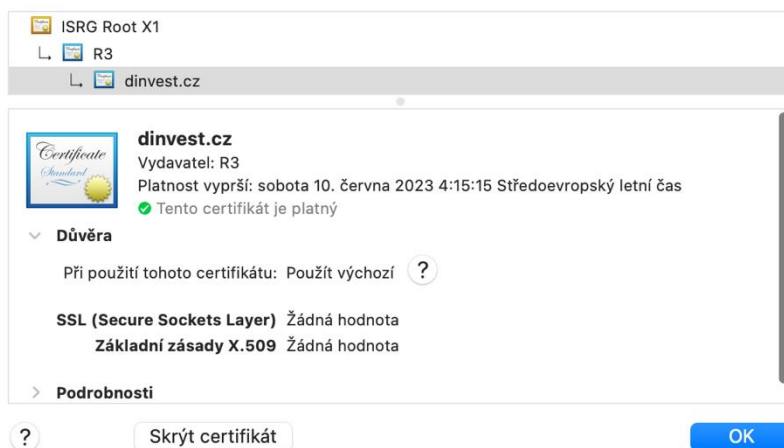 ISRG Root X1
R3
dinvest.cz
Certificate
Standard
dinvest.cz
Vydavatel: R3
Platnost vyprší: sobota 10. června 2023 4:15:15 Středoevropský letní čas
Tento certifikát je platný
Důvěra
Při použití tohoto certifikátu: Použít výchozí ?
SSL (Secure Sockets Layer) Žádná hodnota
Základní zásady X.509 Žádná hodnota
Podrobnosti
? Skrýt certifikát OK